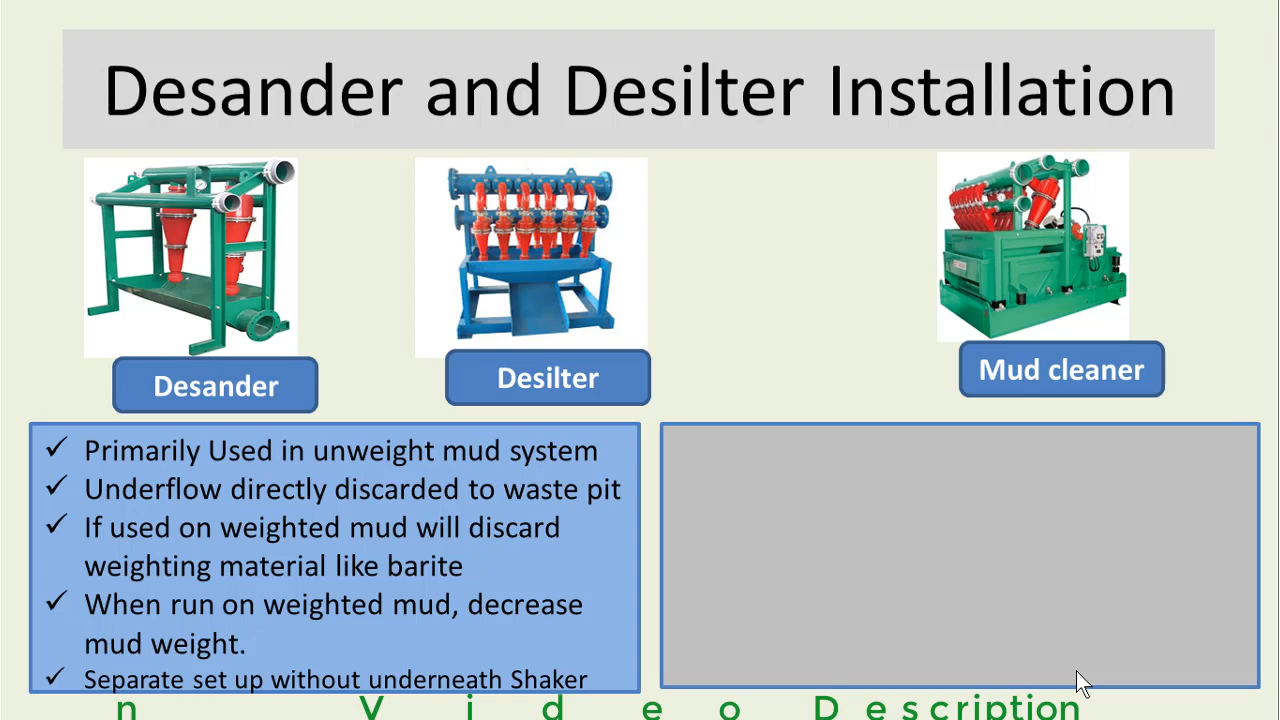 Desander and Desilter Installation
Desander
Desilter
Mud cleaner
✓ Primarily Used in unweight mud system
✓ Underflow directly discarded to waste pit
✓ If used on weighted mud will discard
weighting material like barite
✓ When run on weighted mud, decrease
mud weight.
✓ Separate set up without underneath Shaker
n Video Description